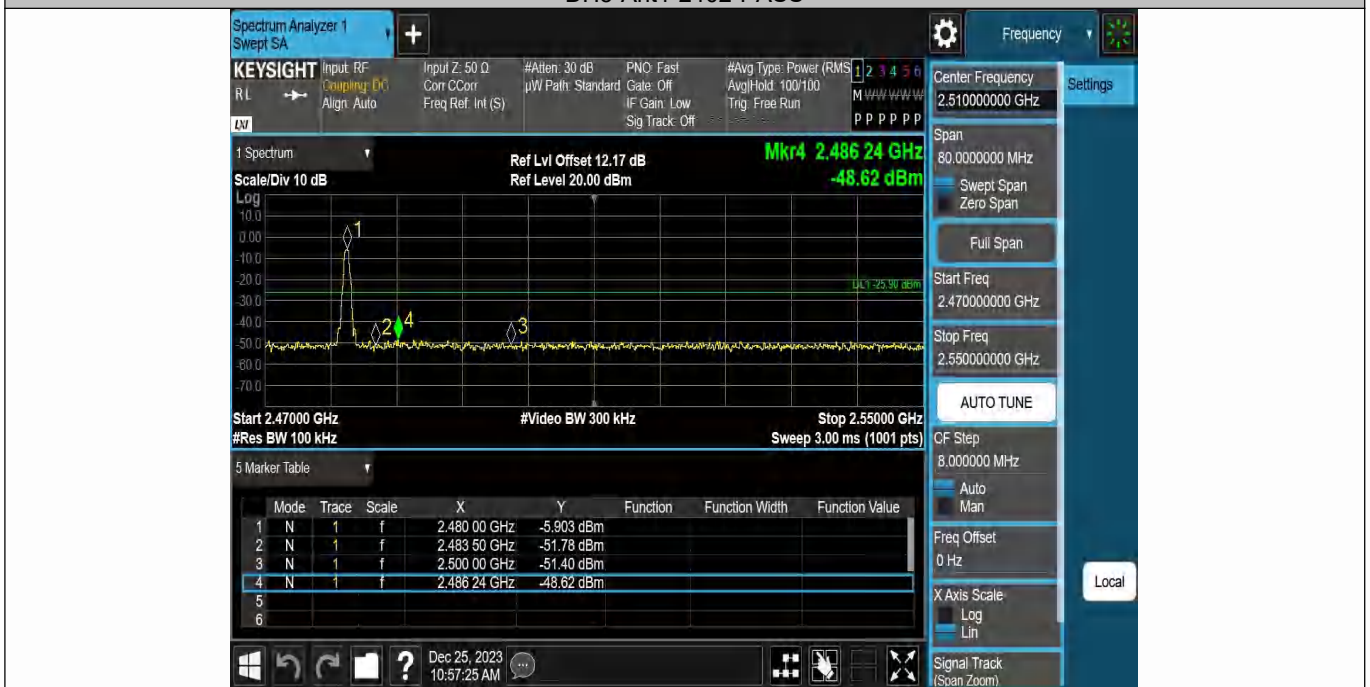 Spectrum Analyzer 1
Swept SA
+
Frequency
KEYSIGHT
RL
LXI
Input: RF
Coupling: DC
Align: Auto
Input Z: 50 Ω
Corr CCorr
Freq Ref: Int (S)
#Atten: 30 dB
µW Path: Standard
PNO: Fast
Gate: Off
IF Gain: Low
Sig Track: Off
#Avg Type: Power (RMS
Avg|Hold: 100/100
Trig: Free Run
1 2 3 4 5 6
M W W W W W
P P P P P P
1 Spectrum
Scale/Div 10 dB
Ref Lvl Offset 12.17 dB
Ref Level 20.00 dBm
Mkr4 2.486 24 GHz
-48.62 dBm
Log
10.0
0.00
-10.0
-20.0
-30.0
-40.0
-50.0
-60.0
-70.0
1
2
4
3
DL1 -25.90 dBm
Start 2.47000 GHz
#Video BW 300 kHz
Stop 2.55000 GHz
#Res BW 100 kHz
Sweep 3.00 ms (1001 pts)
5 Marker Table
Mode Trace Scale X Y Function Function Width Function Value
1 N 1 f 2.480 00 GHz -5.903 dBm
2 N 1 f 2.483 50 GHz -51.78 dBm
3 N 1 f 2.500 00 GHz -51.40 dBm
4 N 1 f 2.486 24 GHz -48.62 dBm
5
6
?
Dec 25, 2023
10:57:25 AM
Center Frequency
2.510000000 GHz
Settings
Span
80.0000000 MHz
Swept Span
Zero Span
Full Span
Start Freq
2.470000000 GHz
Stop Freq
2.550000000 GHz
AUTO TUNE
CF Step
8.000000 MHz
Auto
Man
Freq Offset
0 Hz
X Axis Scale
Log
Lin
Local
Signal Track
(Span Zoom)